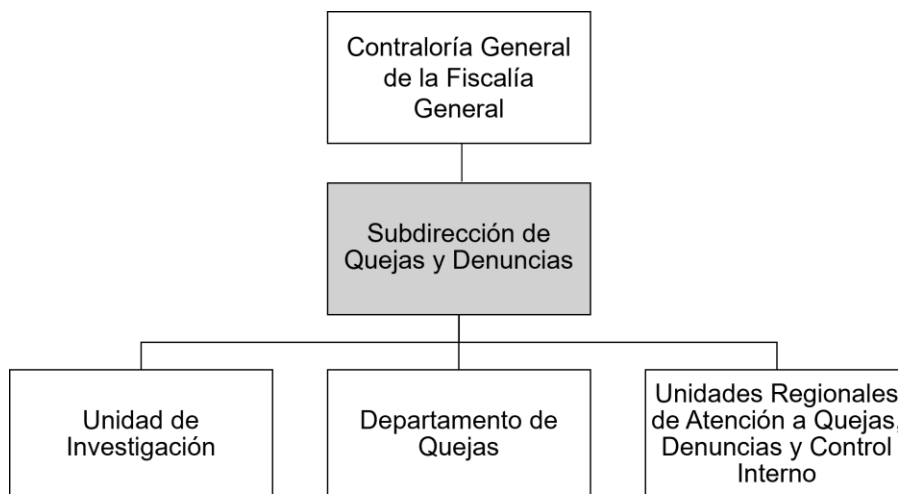 Contraloría General
de la Fiscalía
General
Subdirección de
Quejas y Denuncias
Unidad de
Investigación
Departamento de
Quejas
Unidades Regionales
de Atención a Quejas,
Denuncias y Control
Interno